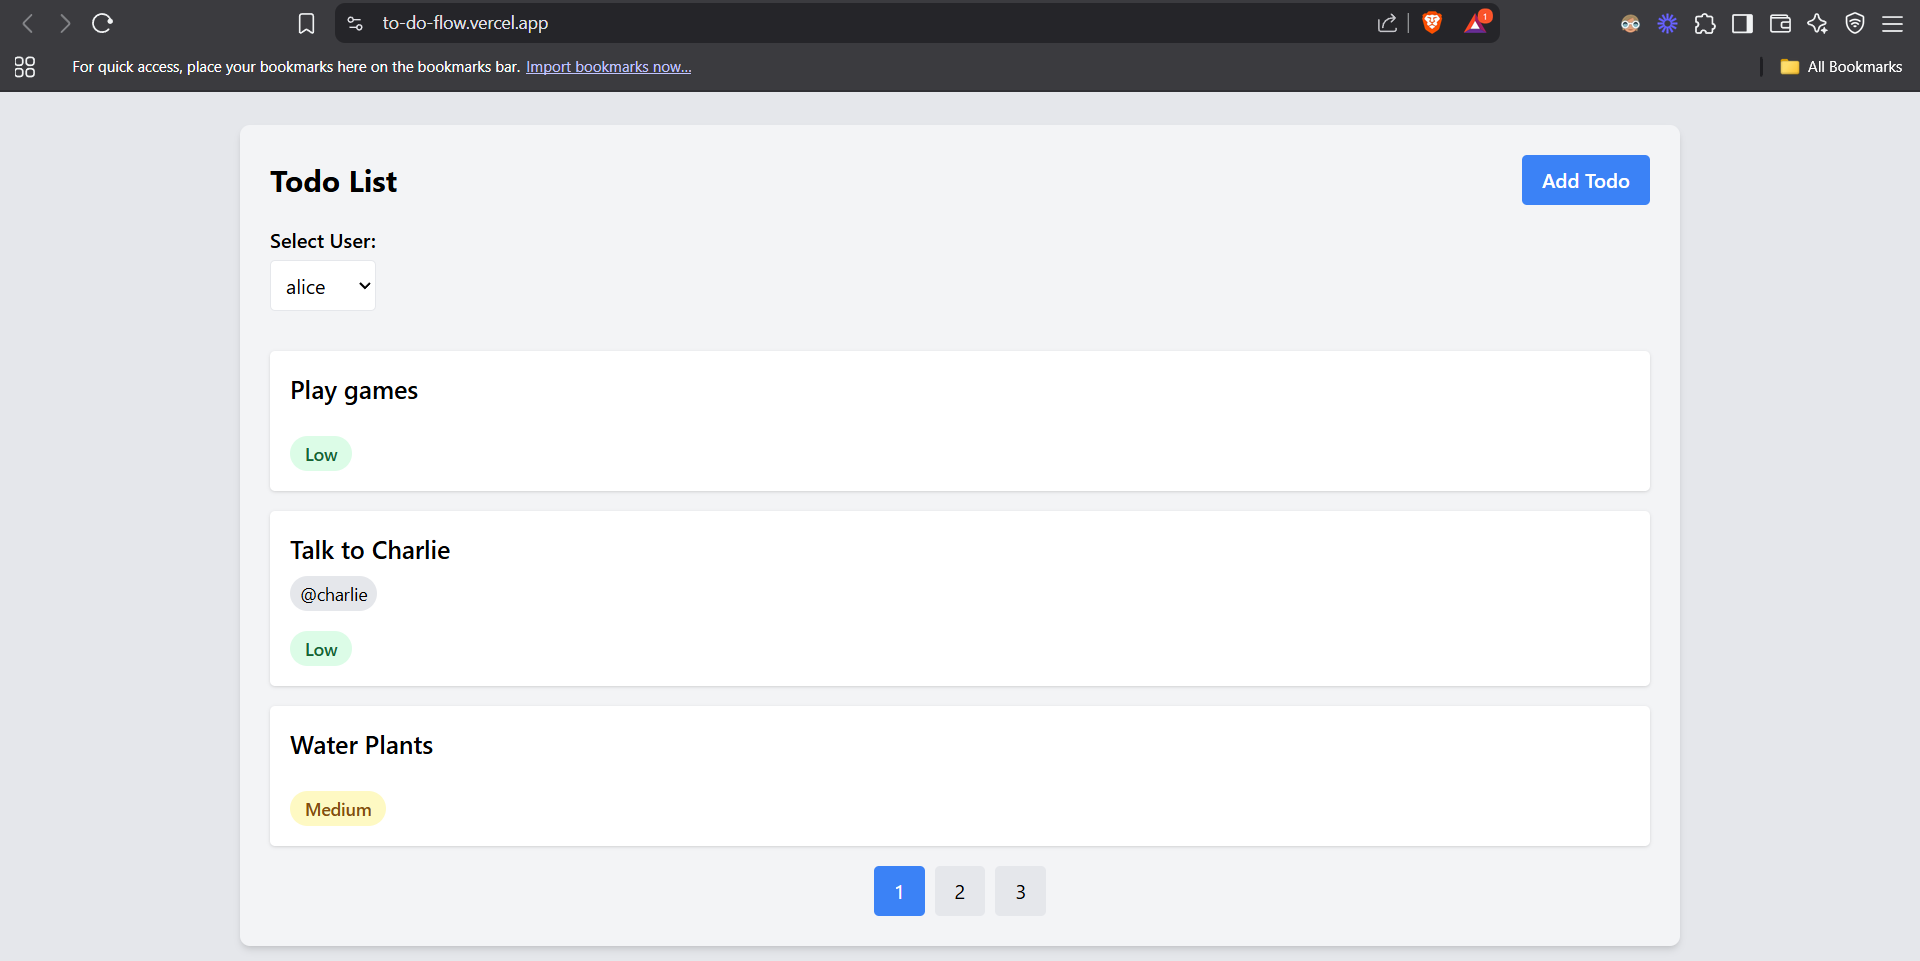 to-do-flow.vercel.app
1
For quick access, place your bookmarks here on the bookmarks bar. Import bookmarks now...
All Bookmarks
Todo List
Add Todo
Select User:
alice
Play games
Low
Talk to Charlie
@charlie
Low
Water Plants
Medium
1 2 3